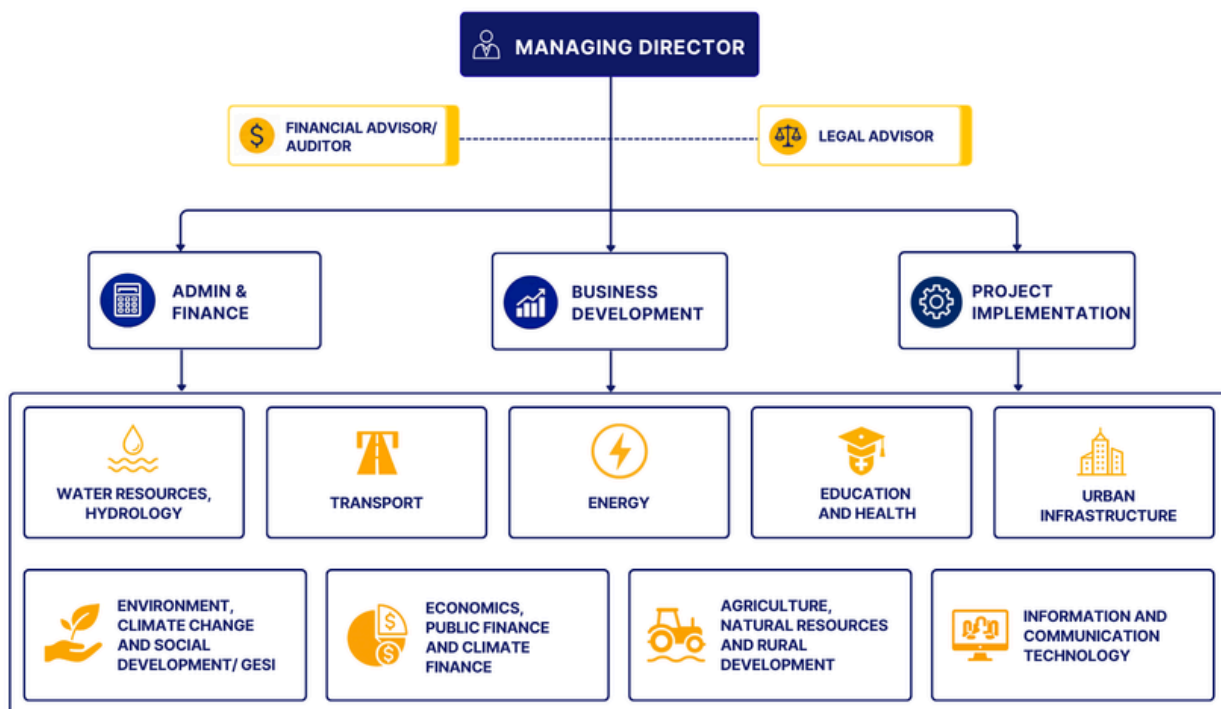 MANAGING DIRECTOR
FINANCIAL ADVISOR/
AUDITOR
LEGAL ADVISOR
ADMIN &
FINANCE
BUSINESS
DEVELOPMENT
PROJECT
IMPLEMENTATION
WATER RESOURCES,
HYDROLOGY
TRANSPORT
ENERGY
EDUCATION
AND HEALTH
URBAN
INFRASTRUCTURE
ENVIRONMENT,
CLIMATE CHANGE
AND SOCIAL
DEVELOPMENT/ GESI
ECONOMICS,
PUBLIC FINANCE
AND CLIMATE
FINANCE
AGRICULTURE,
NATURAL RESOURCES
AND RURAL
DEVELOPMENT
INFORMATION AND
COMMUNICATION
TECHNOLOGY